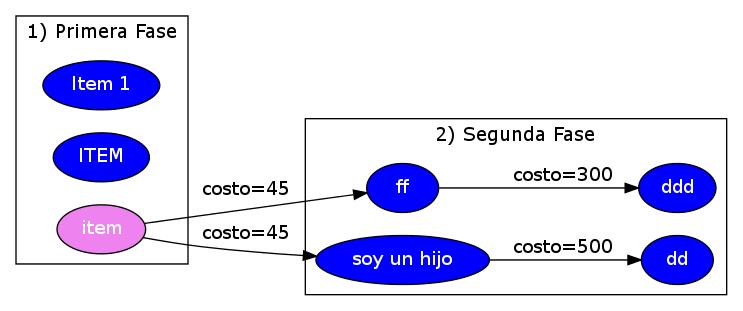 1) Primera Fase
Item 1
ITEM
item
costo=45
costo=45
2) Segunda Fase
ff
costo=300
ddd
soy un hijo
costo=500
dd